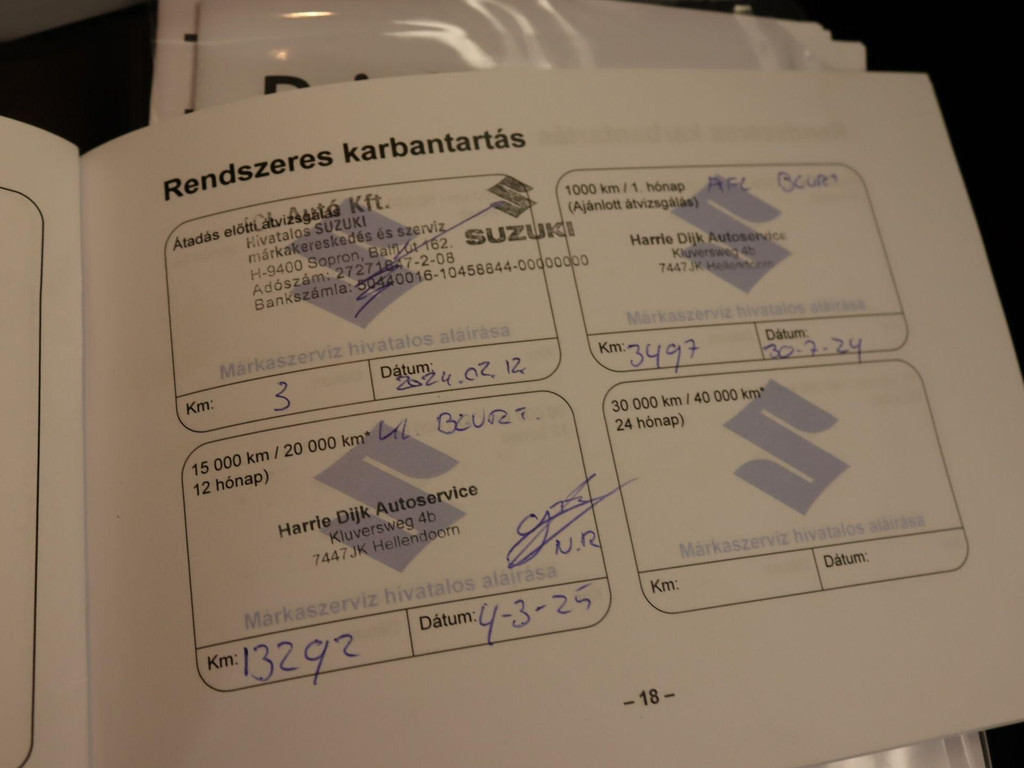 Rendszeres karbantartás
Átadás előtti átvizsgálás
Autó Kft.
Hivatalos SUZUKI
márkakereskedés és szerviz
H-9400 Sopron, Balfi út 162.
Adószám: 27271847-2-08
Bankszámla: 50440016-10458844-00000000
SUZUKI
Márkaszerviz hivatalos aláírása
Km: 3
Dátum: 2024.02.12
1000 km / 1. hónap AFL BEURT
(Ajánlott átvizsgálás)
Harrie Dijk Autoservice
Kluversweg 4b
7447JK Hellendoorn
Márkaszerviz hivatalos aláírása
Km: 3497
Dátum: 30-7-24
15 000 km / 20 000 km* BEURT.
12 hónap)
Harrie Dijk Autoservice
Kluversweg 4b
7447JK Hellendoorn
N.R
Márkaszerviz hivatalos aláírása
Km: 13292
Dátum: 4-3-25
30 000 km / 40 000 km*
24 hónap)
Márkaszerviz hivatalos aláírása
Km:
Dátum:
– 18 –